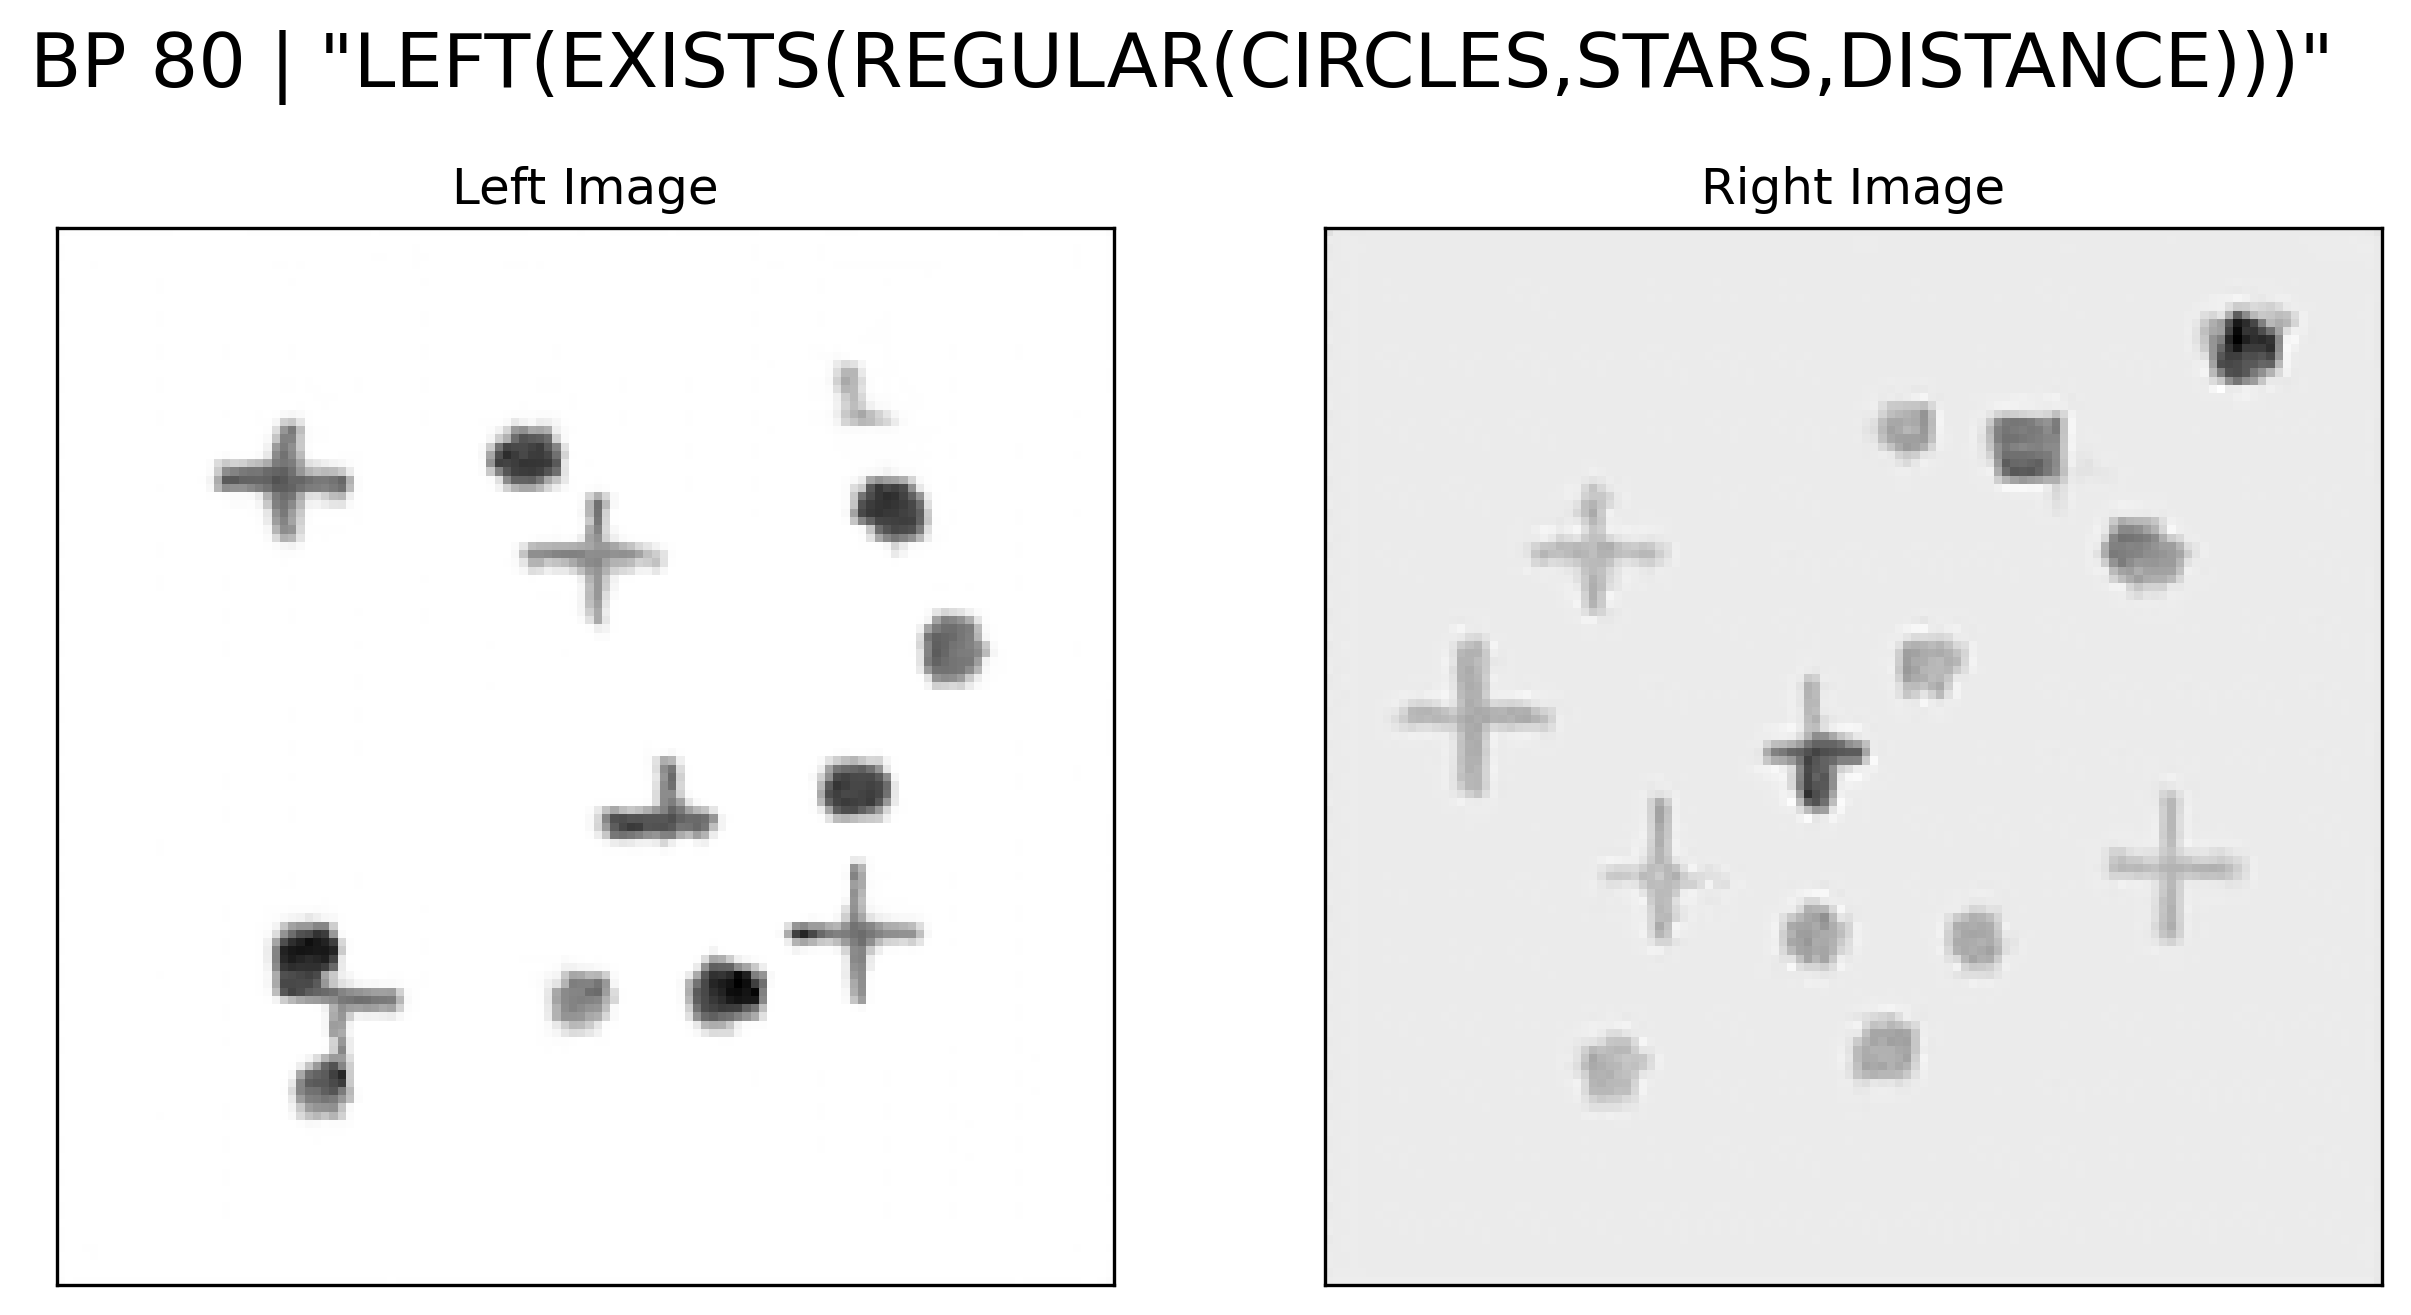 BP 80 | "LEFT(EXISTS(REGULAR(CIRCLES,STARS,DISTANCE)))"
Left Image
Right Image